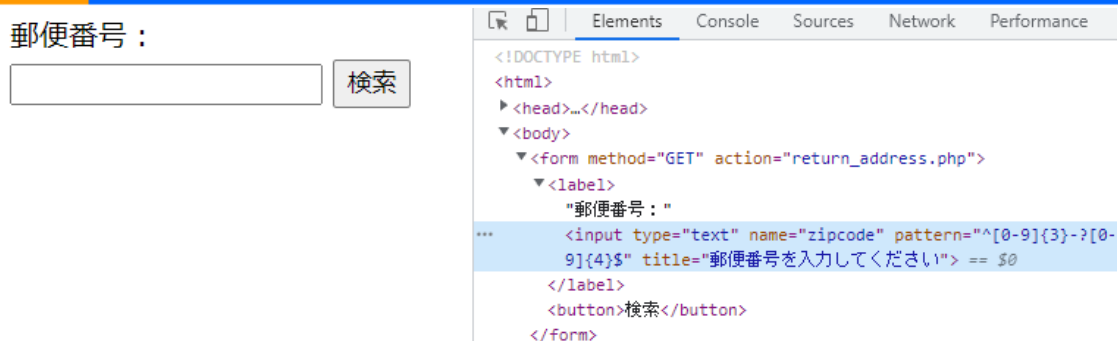 郵便番号：
検索
Elements Console Sources Network Performance
<!DOCTYPE html>
<html>
<head>…</head>
<body>
<form method="GET" action="return_address.php">
<label>
"郵便番号："
<input type="text" name="zipcode" pattern="^[0-9]{3}-?[0-
9]{4}$" title="郵便番号を入力してください"> == $0
</label>
<button>検索</button>
</form>